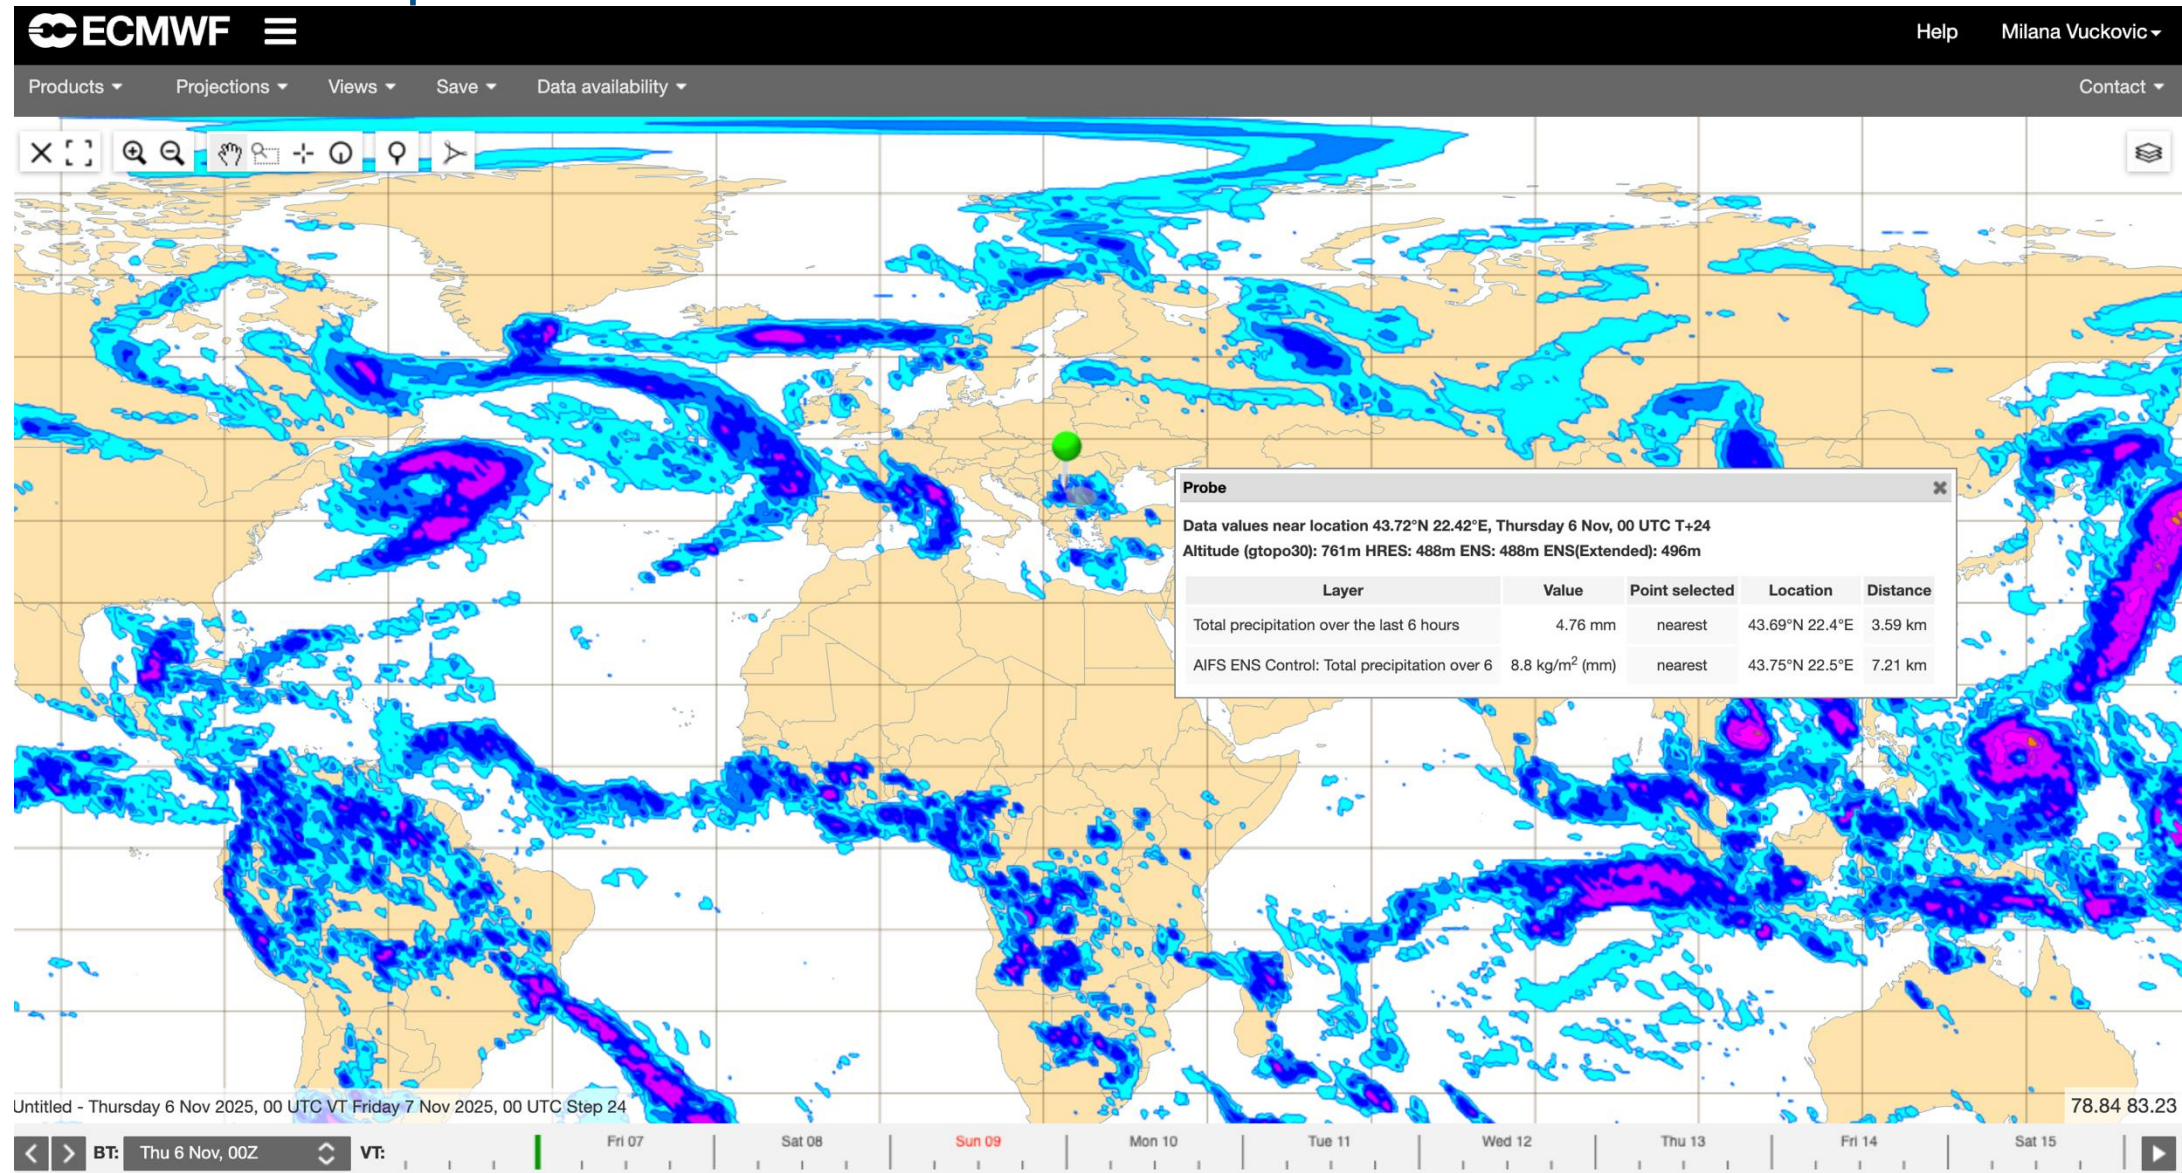 ECMWF
Help
Milana Vuckovic
Products
Projections
Views
Save
Data availability
Contact
Probe
Data values near location 43.72°N 22.42°E, Thursday 6 Nov, 00 UTC T+24
Altitude (gtopo30): 761m HRES: 488m ENS: 488m ENS(Extended): 496m
Layer Value Point selected Location Distance
Total precipitation over the last 6 hours 4.76 mm nearest 43.69°N 22.4°E 3.59 km
AIFS ENS Control: Total precipitation over 6 8.8 kg/m² (mm) nearest 43.75°N 22.5°E 7.21 km
Untitled - Thursday 6 Nov 2025, 00 UTC VT Friday 7 Nov 2025, 00 UTC Step 24
78.84 83.23
BT: Thu 6 Nov, 00Z VT: Fri 07 Sat 08 Sun 09 Mon 10 Tue 11 Wed 12 Thu 13 Fri 14 Sat 15